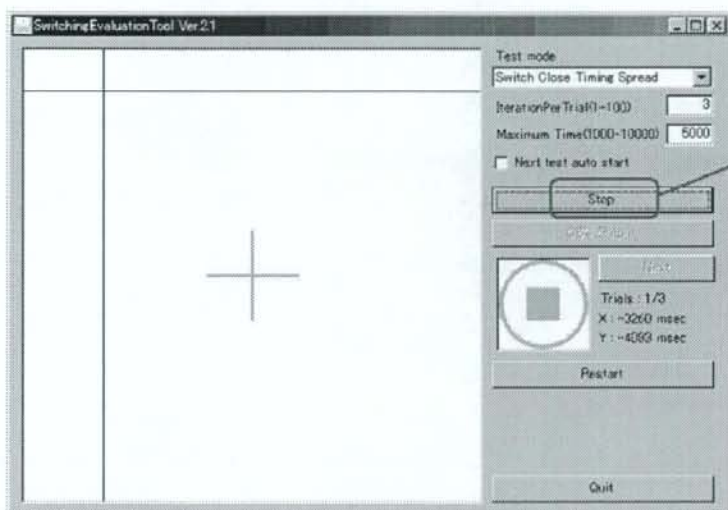 SwitchingEvaluationTool Ver.2.1
Test mode
Switch Close Timing Spread
IterationPerTrial(1-100) 3
Maximum Time(1000-10000) 5000
Next test auto start
Stop
Next
Trials : 1/3
X : -3260 msec
Y : -4093 msec
Restart
Quit